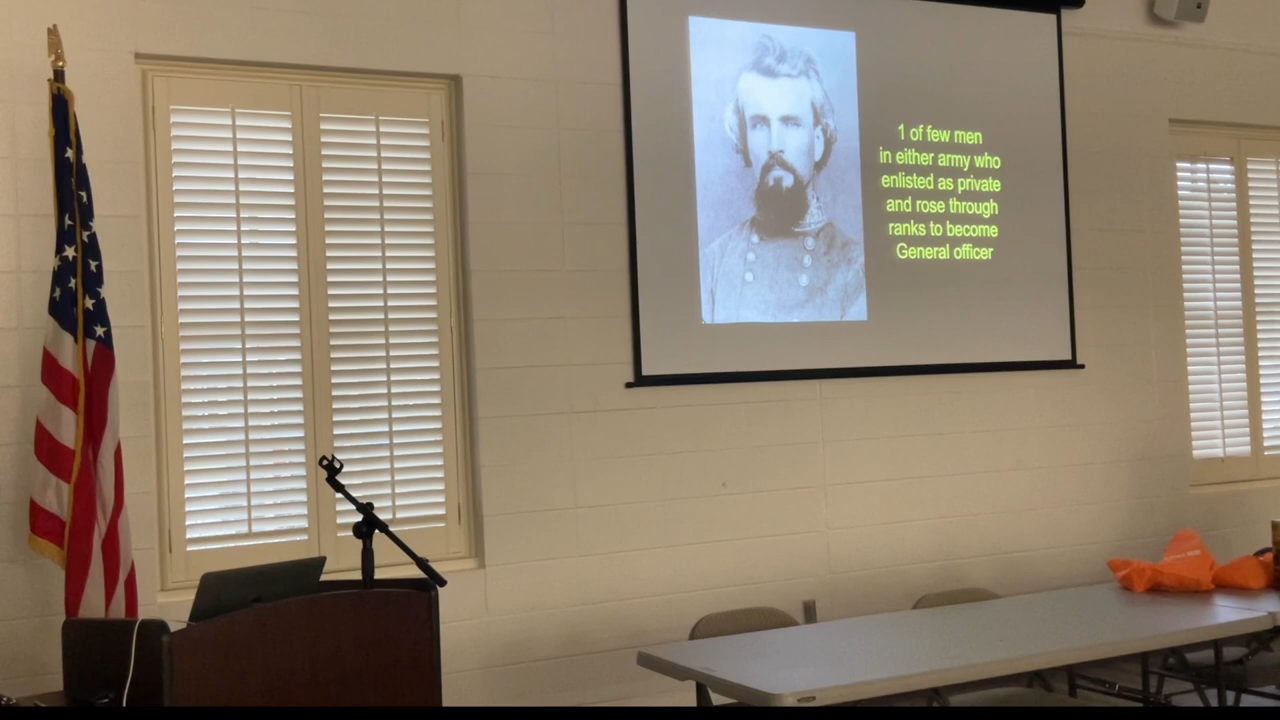 1 of few men
in either army who
enlisted as private
and rose through
ranks to become
General officer